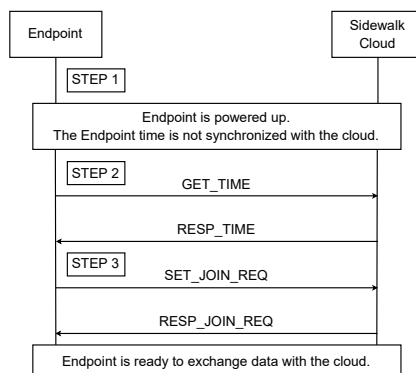 Endpoint
Sidewalk
Cloud
STEP 1
Endpoint is powered up.
The Endpoint time is not synchronized with the cloud.
STEP 2
GET_TIME
RESP_TIME
STEP 3
SET_JOIN_REQ
RESP_JOIN_REQ
Endpoint is ready to exchange data with the cloud.